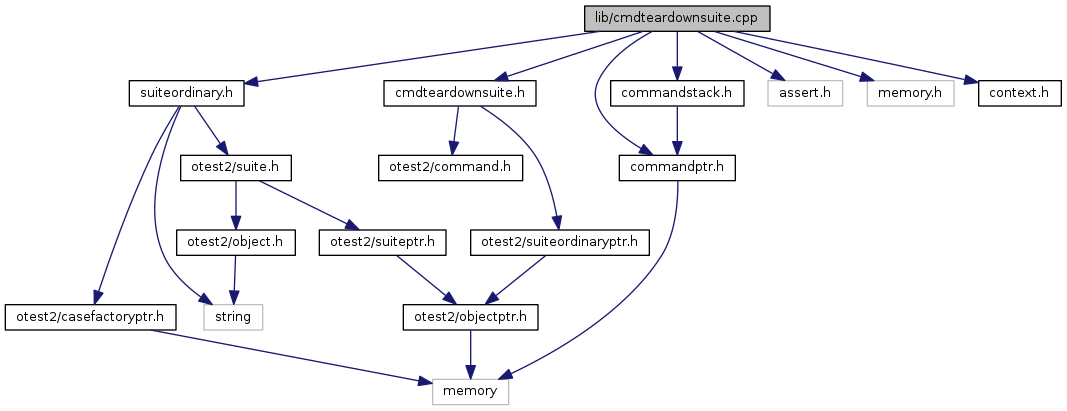 lib/cmdteardownsuite.cpp
suiteordinary.h
cmdteardownsuite.h
commandstack.h
assert.h
memory.h
context.h
otest2/suite.h
otest2/command.h
commandptr.h
otest2/object.h
otest2/suiteptr.h
otest2/suiteordinaryptr.h
otest2/casefactoryptr.h
string
otest2/objectptr.h
memory